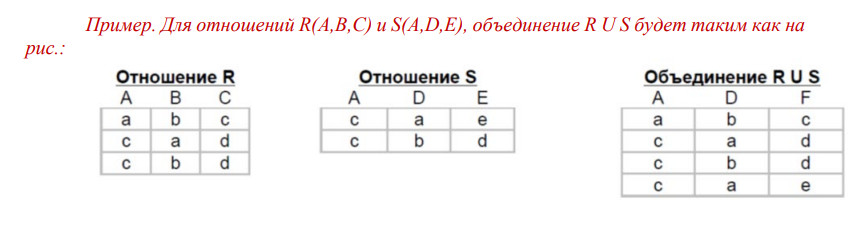 Пример. Для отношений R(A,B,C) и S(A,D,E), объединение R U S будет таким как на
рис.:
Отношение R
A B C
a b c
c a d
c b d
Отношение S
A D E
c a e
c b d
Объединение R U S
A D F
a b c
c a d
c b d
c a e